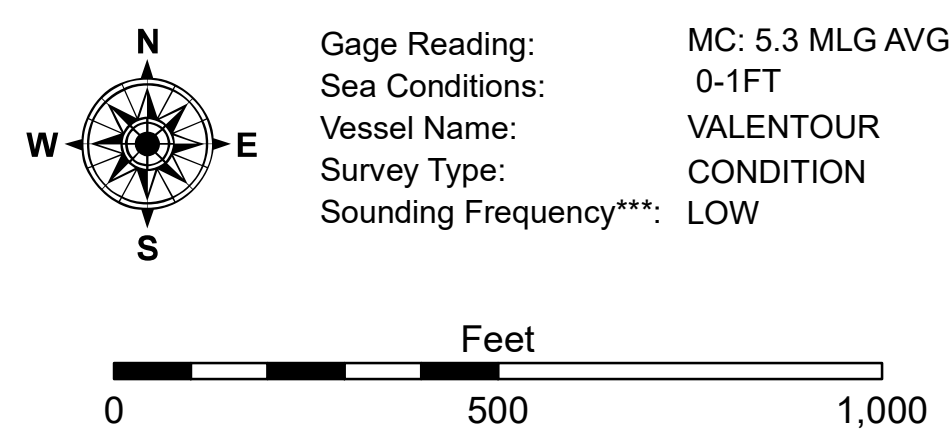 N
W E
S
Gage Reading: MC: 5.3 MLG AVG
Sea Conditions: 0-1FT
Vessel Name: VALENTOUR
Survey Type: CONDITION
Sounding Frequency***: LOW
Feet
0 500 1,000